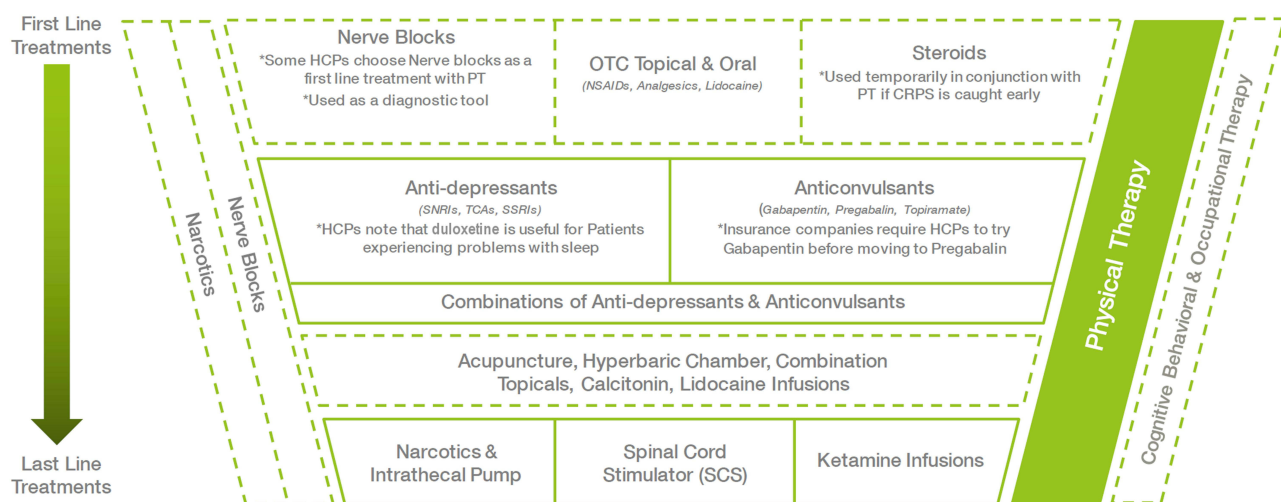 First Line
Treatments
Nerve Blocks
*Some HCPs choose Nerve blocks as a
first line treatment with PT
*Used as a diagnostic tool
OTC Topical & Oral
(NSAIDs, Analgesics, Lidocaine)
Steroids
*Used temporarily in conjunction with
PT if CRPS is caught early
Narcotics
Nerve Blocks
Anti-depressants
(SNRIs, TCAs, SSRIs)
*HCPs note that duloxetine is useful for Patients
experiencing problems with sleep
Anticonvulsants
(Gabapentin, Pregabalin, Topiramate)
*Insurance companies require HCPs to try
Gabapentin before moving to Pregabalin
Combinations of Anti-depressants & Anticonvulsants
Physical Therapy
Cognitive Behavioral & Occupational Therapy
Acupuncture, Hyperbaric Chamber, Combination
Topicals, Calcitonin, Lidocaine Infusions
Last Line
Treatments
Narcotics &
Intrathecal Pump
Spinal Cord
Stimulator (SCS)
Ketamine Infusions